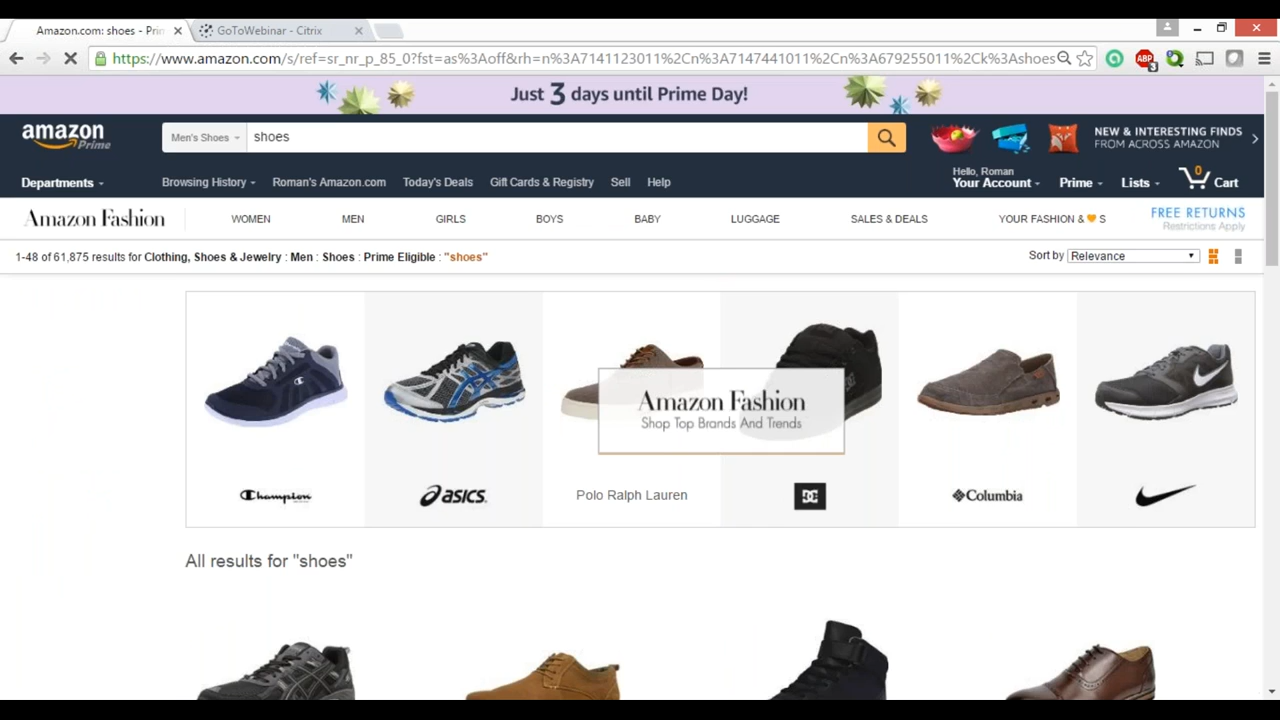 Amazon.com: shoes - Prin
GoToWebinar - Citrix
https://www.amazon.com/s/ref=sr_nr_p_85_0?fst=as%3Aoff&rh=n%3A7141123011%2Cn%3A7147441011%2Cn%3A679255011%2Ck%3Ashoes
ABP
3
Just 3 days until Prime Day!
amazon Prime
Men's Shoes
shoes
NEW & INTERESTING FINDS
FROM ACROSS AMAZON
Departments
Browsing History
Roman's Amazon.com
Today's Deals
Gift Cards & Registry
Sell
Help
Hello, Roman
Your Account
Prime
Lists
0
Cart
Amazon Fashion
WOMEN
MEN
GIRLS
BOYS
BABY
LUGGAGE
SALES & DEALS
YOUR FASHION & 🧡 S
FREE RETURNS
Restrictions Apply
1-48 of 61,875 results for Clothing, Shoes & Jewelry : Men : Shoes : Prime Eligible : "shoes"
Sort by
Relevance
Amazon Fashion
Shop Top Brands And Trends
Champion
asics
Polo Ralph Lauren
DC
Columbia
All results for "shoes"